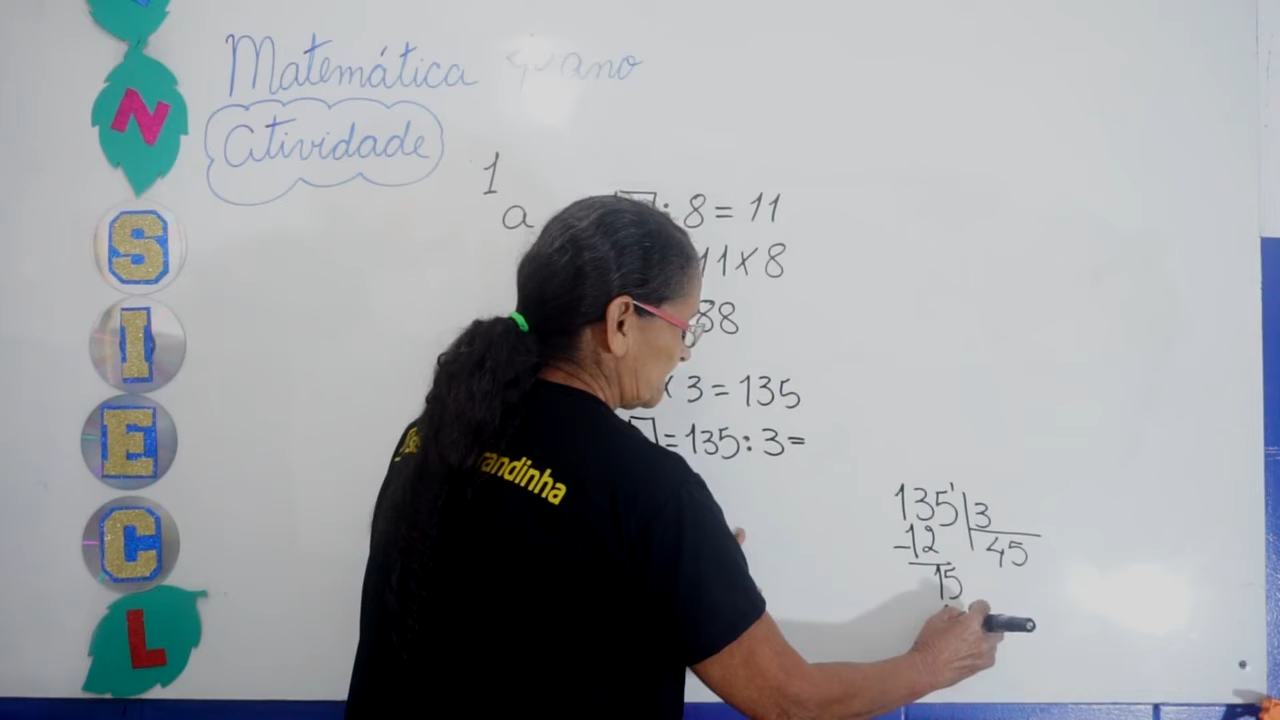 Matemática 4º ano
Atividade
1
a
: 8 = 11
11 x 8
88
x 3 = 135
= 135 : 3 =
135 3
-12 45
15
randinha
N
S
I
E
C
L